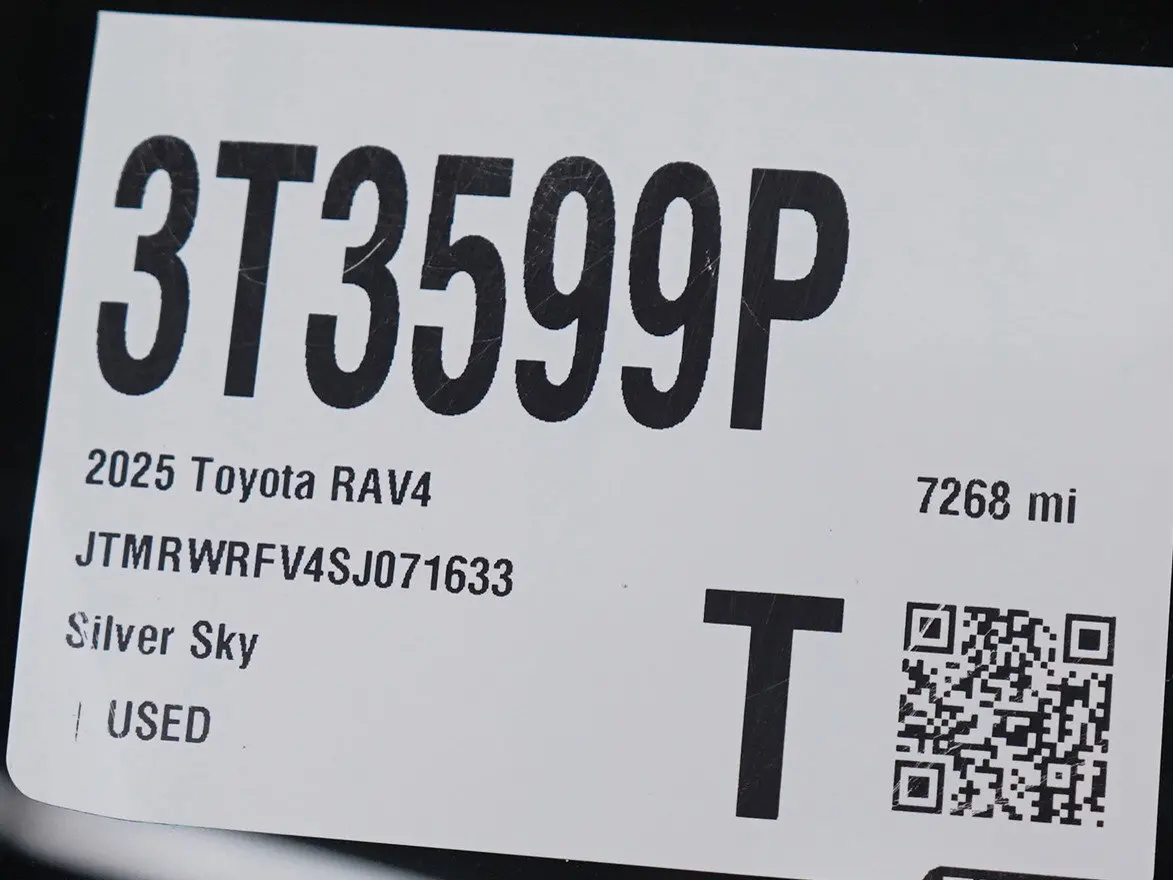 3T3599P
2025 Toyota RAV4
7268 mi
JTMRWRFV4SJ071633
Silver Sky
| USED
T